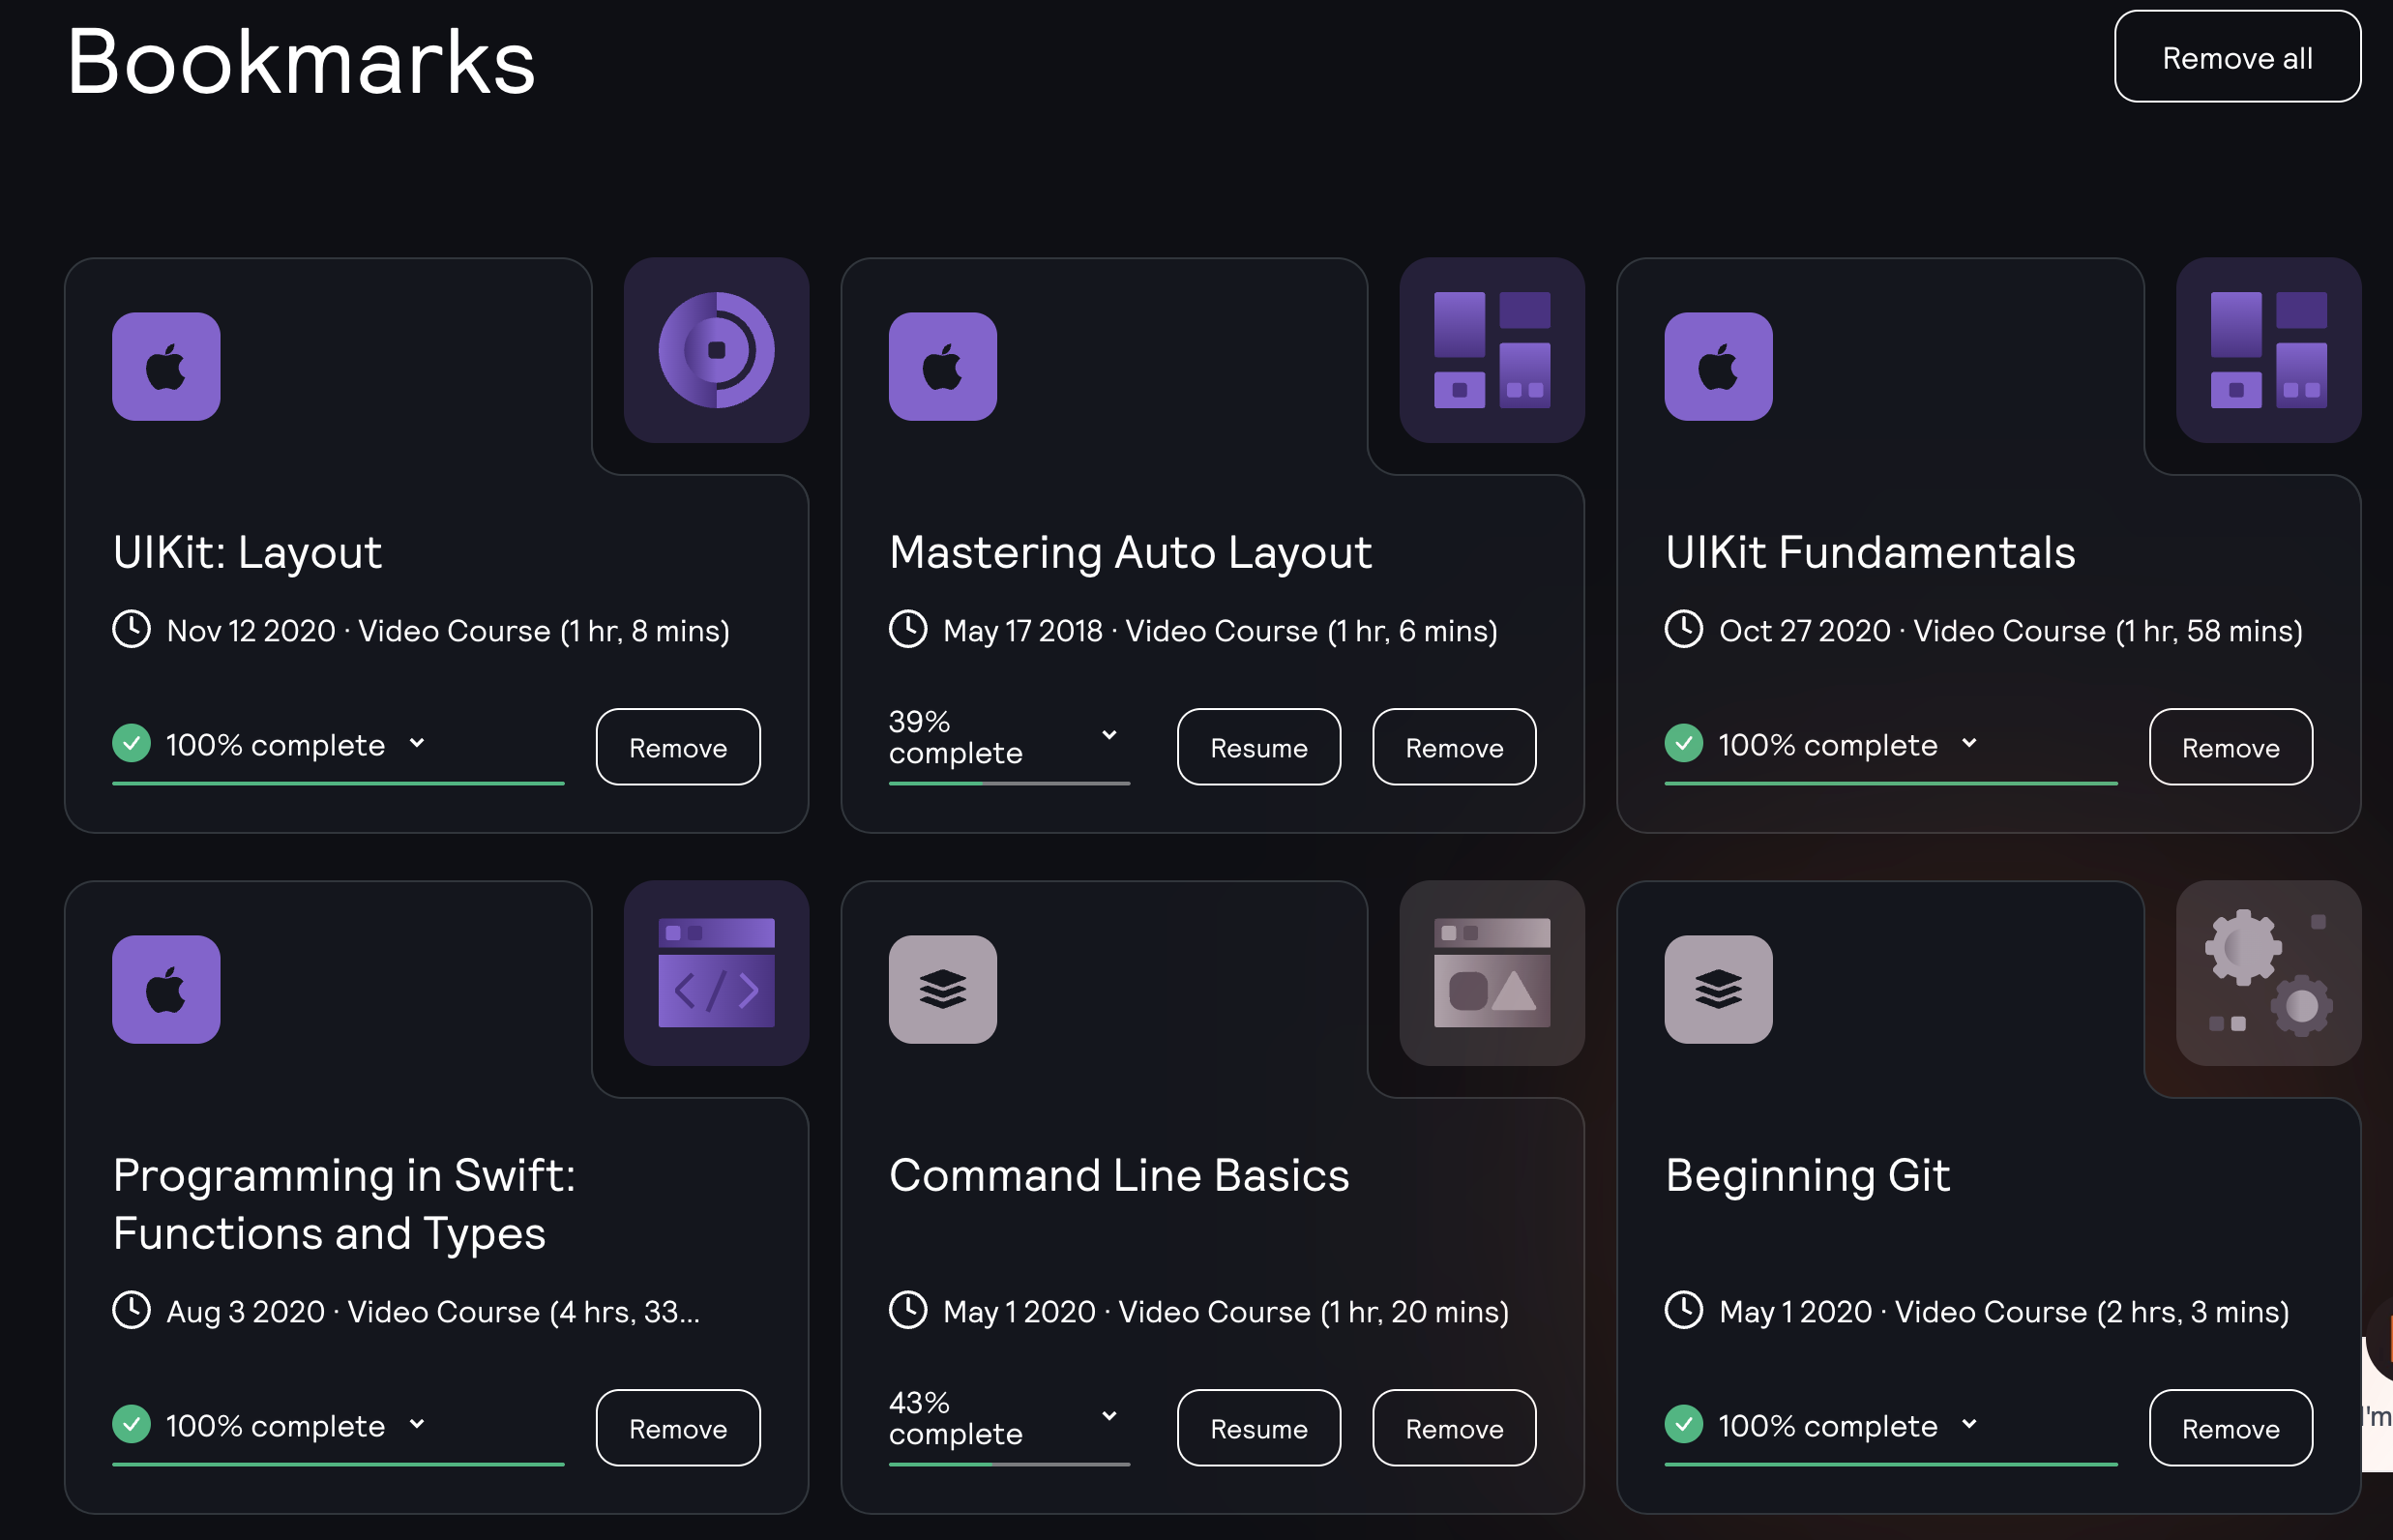 Bookmarks
Remove all
UIKit: Layout
Nov 12 2020 · Video Course (1 hr, 8 mins)
100% complete
Remove
Mastering Auto Layout
May 17 2018 · Video Course (1 hr, 6 mins)
39%
complete
Resume
Remove
UIKit Fundamentals
Oct 27 2020 · Video Course (1 hr, 58 mins)
100% complete
Remove
Programming in Swift:
Functions and Types
Aug 3 2020 · Video Course (4 hrs, 33...
100% complete
Remove
Command Line Basics
May 1 2020 · Video Course (1 hr, 20 mins)
43%
complete
Resume
Remove
Beginning Git
May 1 2020 · Video Course (2 hrs, 3 mins)
100% complete
Remove
I'm